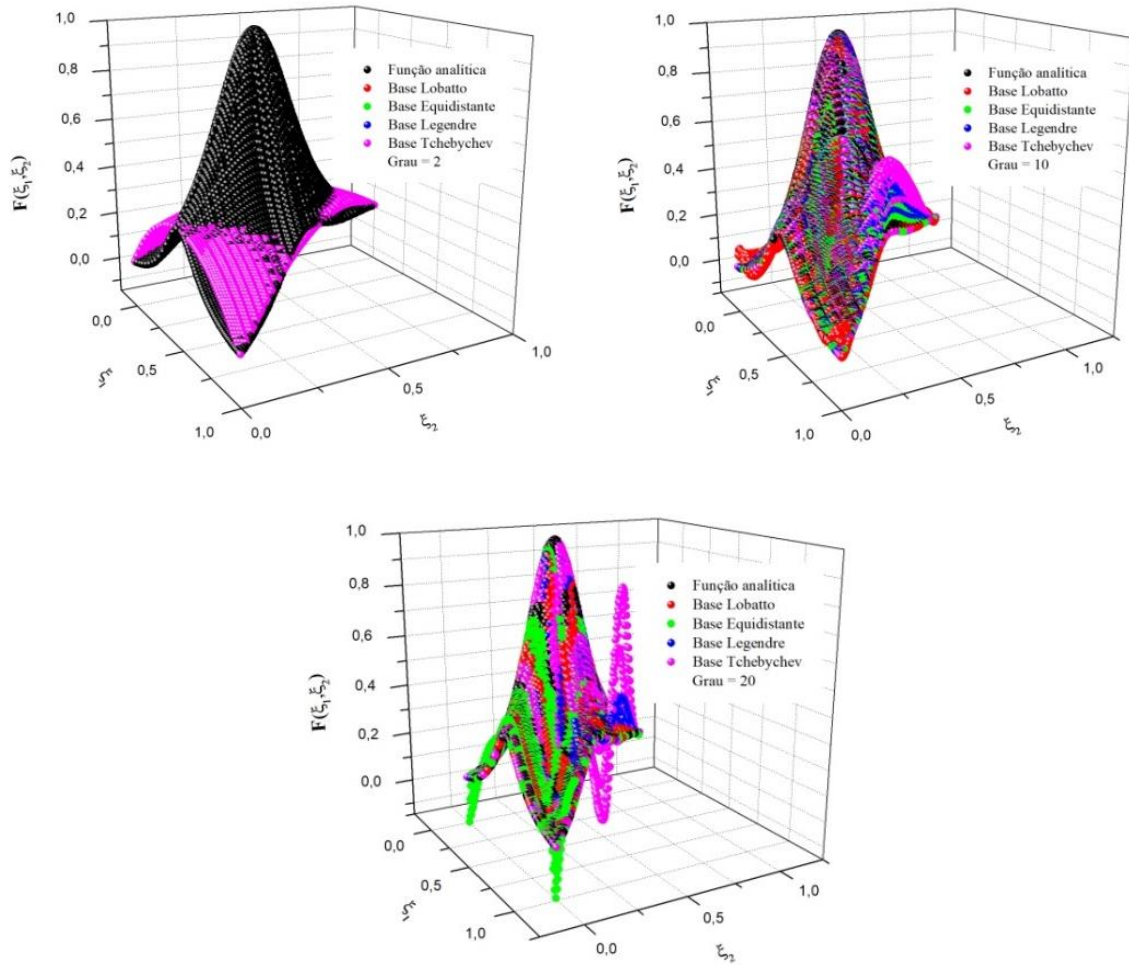 1,0
0,8
0,6
0,4
0,2
0,0
F(ξ₁,ξ₂)
Função analítica
Base Lobatto
Base Equidistante
Base Legendre
Base Tchebychev
Grau = 2
0,0
0,5
1,0
ξ₁
0,0
0,5
1,0
ξ₂
1,0
0,8
0,6
0,4
0,2
0,0
F(ξ₁,ξ₂)
Função analítica
Base Lobatto
Base Equidistante
Base Legendre
Base Tchebychev
Grau = 10
0,0
0,5
1,0
ξ₁
0,0
0,5
1,0
ξ₂
1,0
0,8
0,6
0,4
0,2
0,0
F(ξ₁,ξ₂)
Função analítica
Base Lobatto
Base Equidistante
Base Legendre
Base Tchebychev
Grau = 20
0,0
0,5
1,0
ξ₁
0,0
0,5
1,0
ξ₂